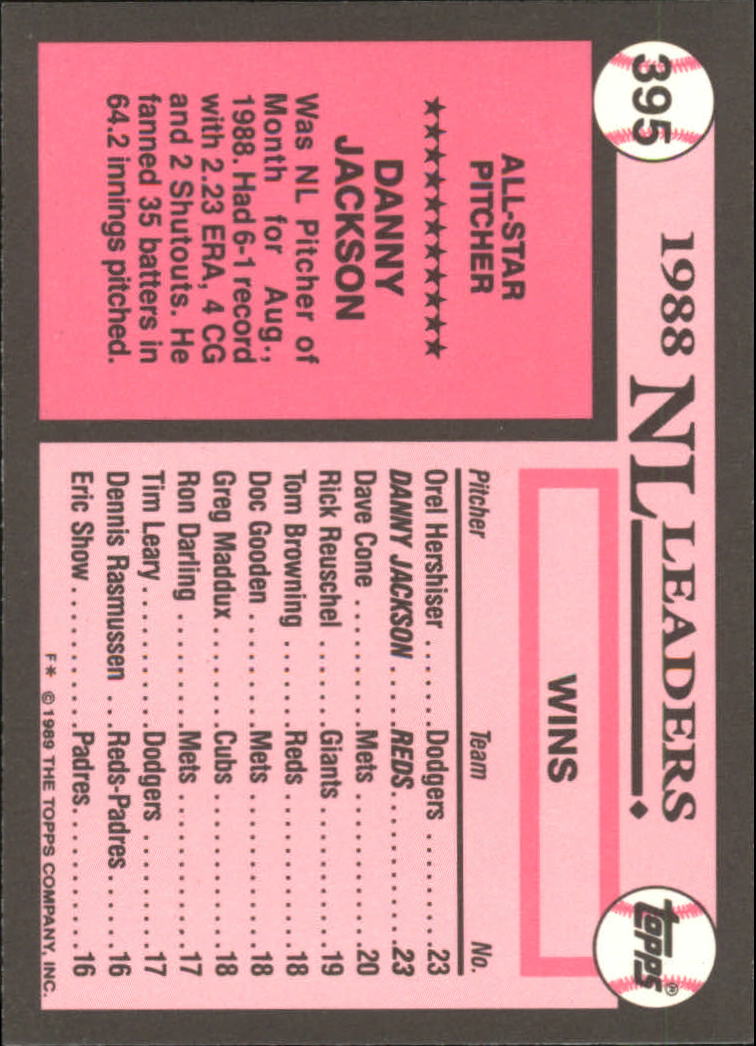 395
1988 NL LEADERS
topps®
ALL-STAR
PITCHER
★★★★★★★★★★★
DANNY
JACKSON
Was NL Pitcher of
Month for Aug.,
1988. Had 6-1 record
with 2.23 ERA, 4 CG
and 2 Shutouts. He
fanned 35 batters in
64.2 innings pitched.
WINS
Pitcher Team No.
Orel Hershiser ....... Dodgers .............. 23
DANNY JACKSON ..... REDS .............. 23
Dave Cone ............ Mets .............. 20
Rick Reuschel ........ Giants .............. 19
Tom Browning ....... Reds .............. 18
Doc Gooden .......... Mets .............. 18
Greg Maddux ......... Cubs .............. 18
Ron Darling .......... Mets .............. 17
Tim Leary ............ Dodgers .............. 17
Dennis Rasmussen ... Reds-Padres ......... 16
Eric Show ............ Padres .............. 16
F* © 1989 THE TOPPS COMPANY, INC.